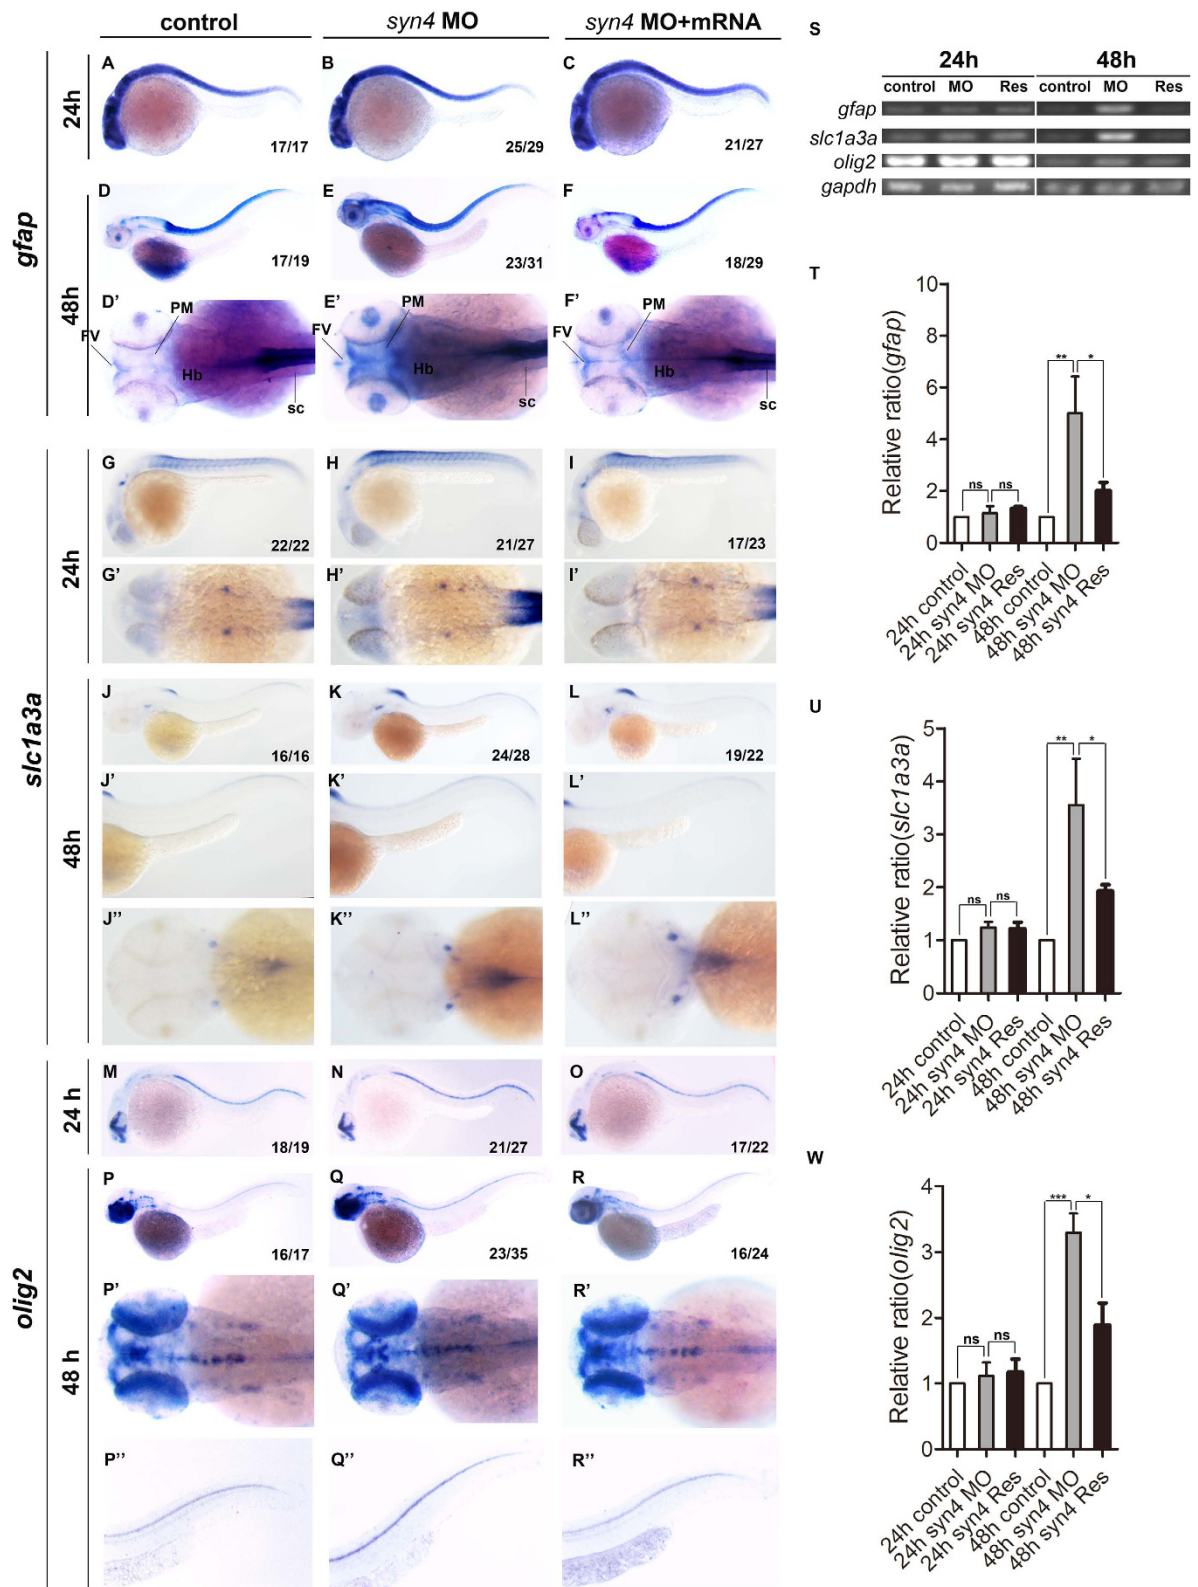 control syn4 MO syn4 MO+mRNA
gfap
24h
A 17/17
B 25/29
C 21/27
48h
D 17/19
E 23/31
F 18/29
D' FV PM Hb sc
E' FV PM Hb sc
F' FV PM Hb sc
slc1a3a
24h
G 22/22
H 21/27
I 17/23
G' H' I'
48h
J 16/16
K 24/28
L 19/22
J' K' L'
J'' K'' L''
olig2
24 h
M 18/19
N 21/27
O 17/22
48 h
P 16/17
Q 23/35
R 16/24
P' Q' R'
P'' Q'' R''
S
24h 48h
control MO Res control MO Res
gfap
slc1a3a
olig2
gapdh
T
Relative ratio(gfap)
10
8
6
4
2
0
ns ns ** *
24h control
24h syn4 MO
24h syn4 Res
48h control
48h syn4 MO
48h syn4 Res
U
Relative ratio(slc1a3a)
5
4
3
2
1
0
ns ns ** *
24h control
24h syn4 MO
24h syn4 Res
48h control
48h syn4 MO
48h syn4 Res
W
Relative ratio(olig2)
4
3
2
1
0
ns ns *** *
24h control
24h syn4 MO
24h syn4 Res
48h control
48h syn4 MO
48h syn4 Res